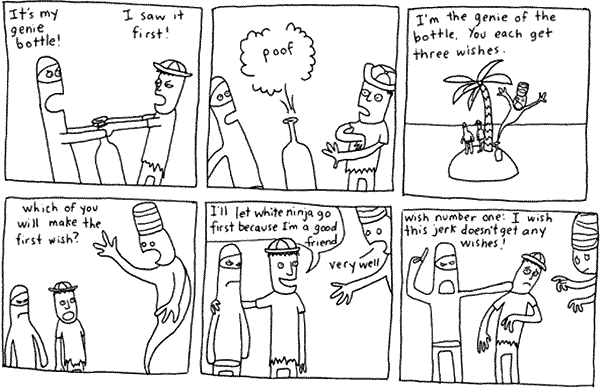 It's my
genie
bottle!
I saw it
first!
poof
I'm the genie of the
bottle. You each get
three wishes.
which of you
will make the
first wish?
I'll let white ninja go
first because I'm a good
friend
very well
wish number one: I wish
this jerk doesn't get any
wishes!